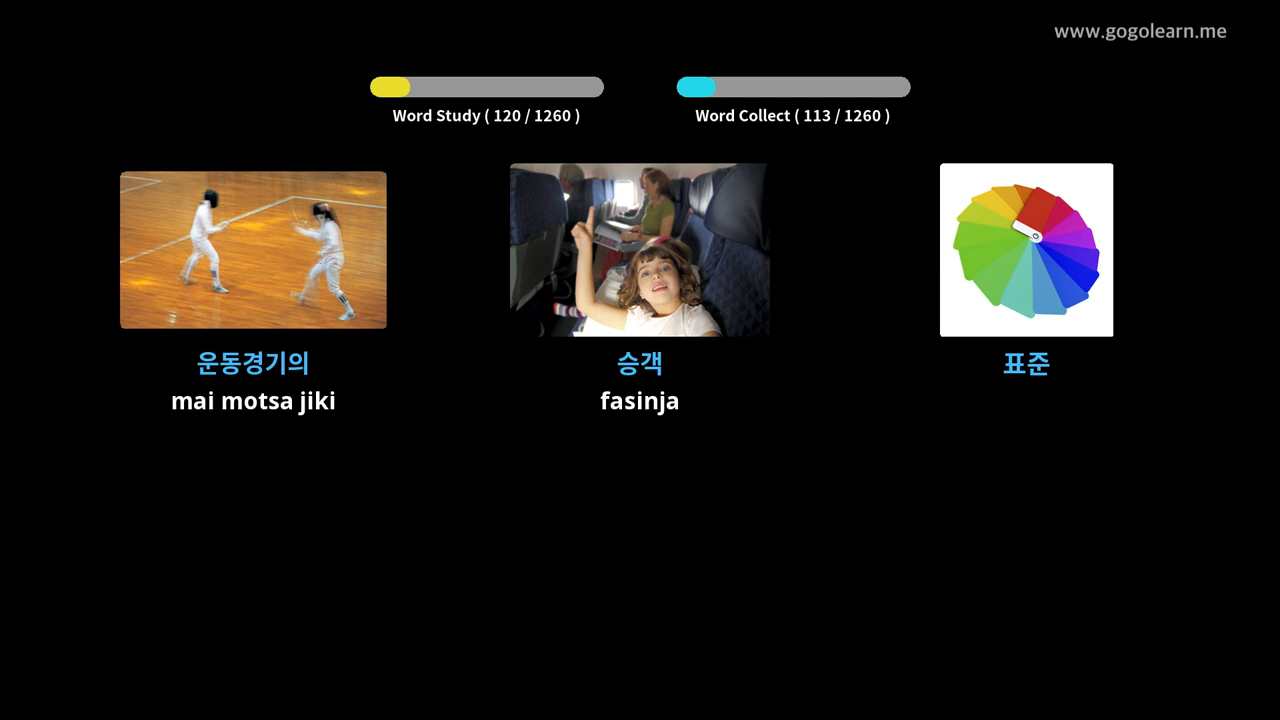 www.gogolearn.me
Word Study ( 120 / 1260 )
Word Collect ( 113 / 1260 )
운동경기의
mai motsa jiki
승객
fasinja
표준